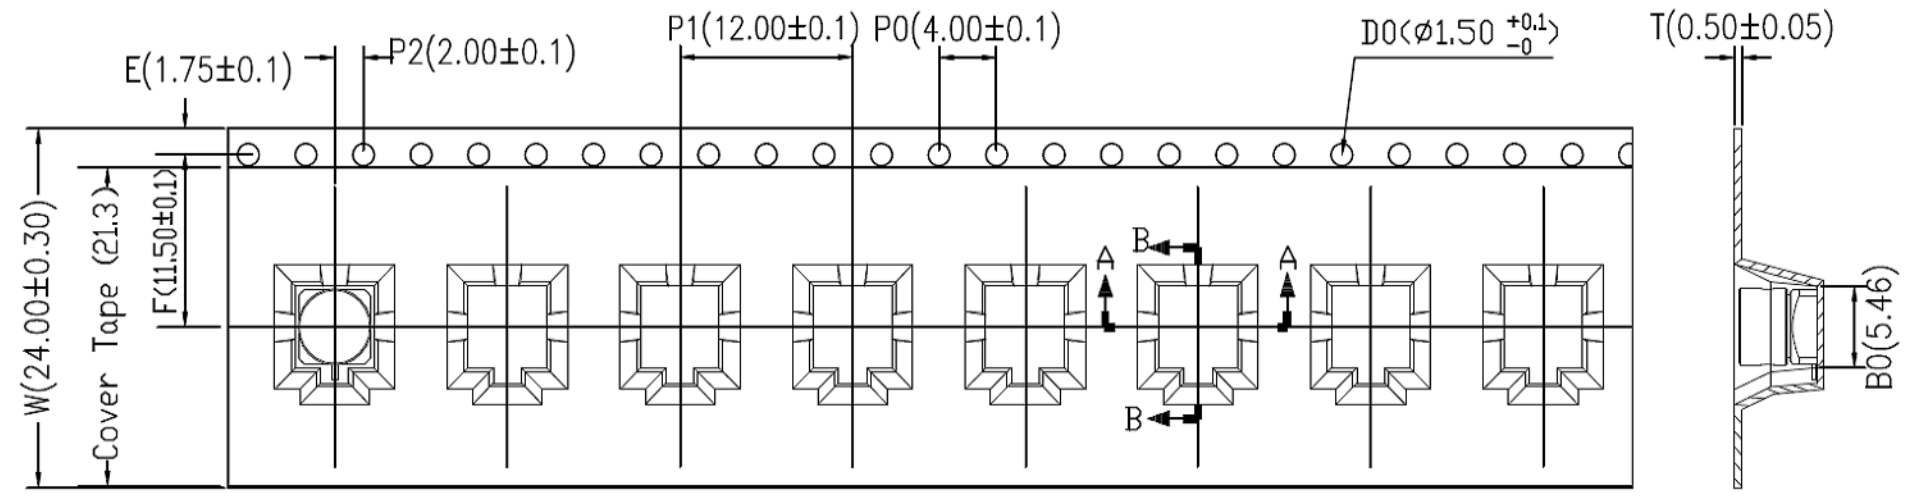 E(1.75±0.1)
P2(2.00±0.1)
P1(12.00±0.1)
P0(4.00±0.1)
D0(Ø1.50 +0.1 -0)
T(0.50±0.05)
W(24.00±0.30)
Cover Tape (21.3)
F(11.50±0.1)
B
A
A
B
B0(5.46)